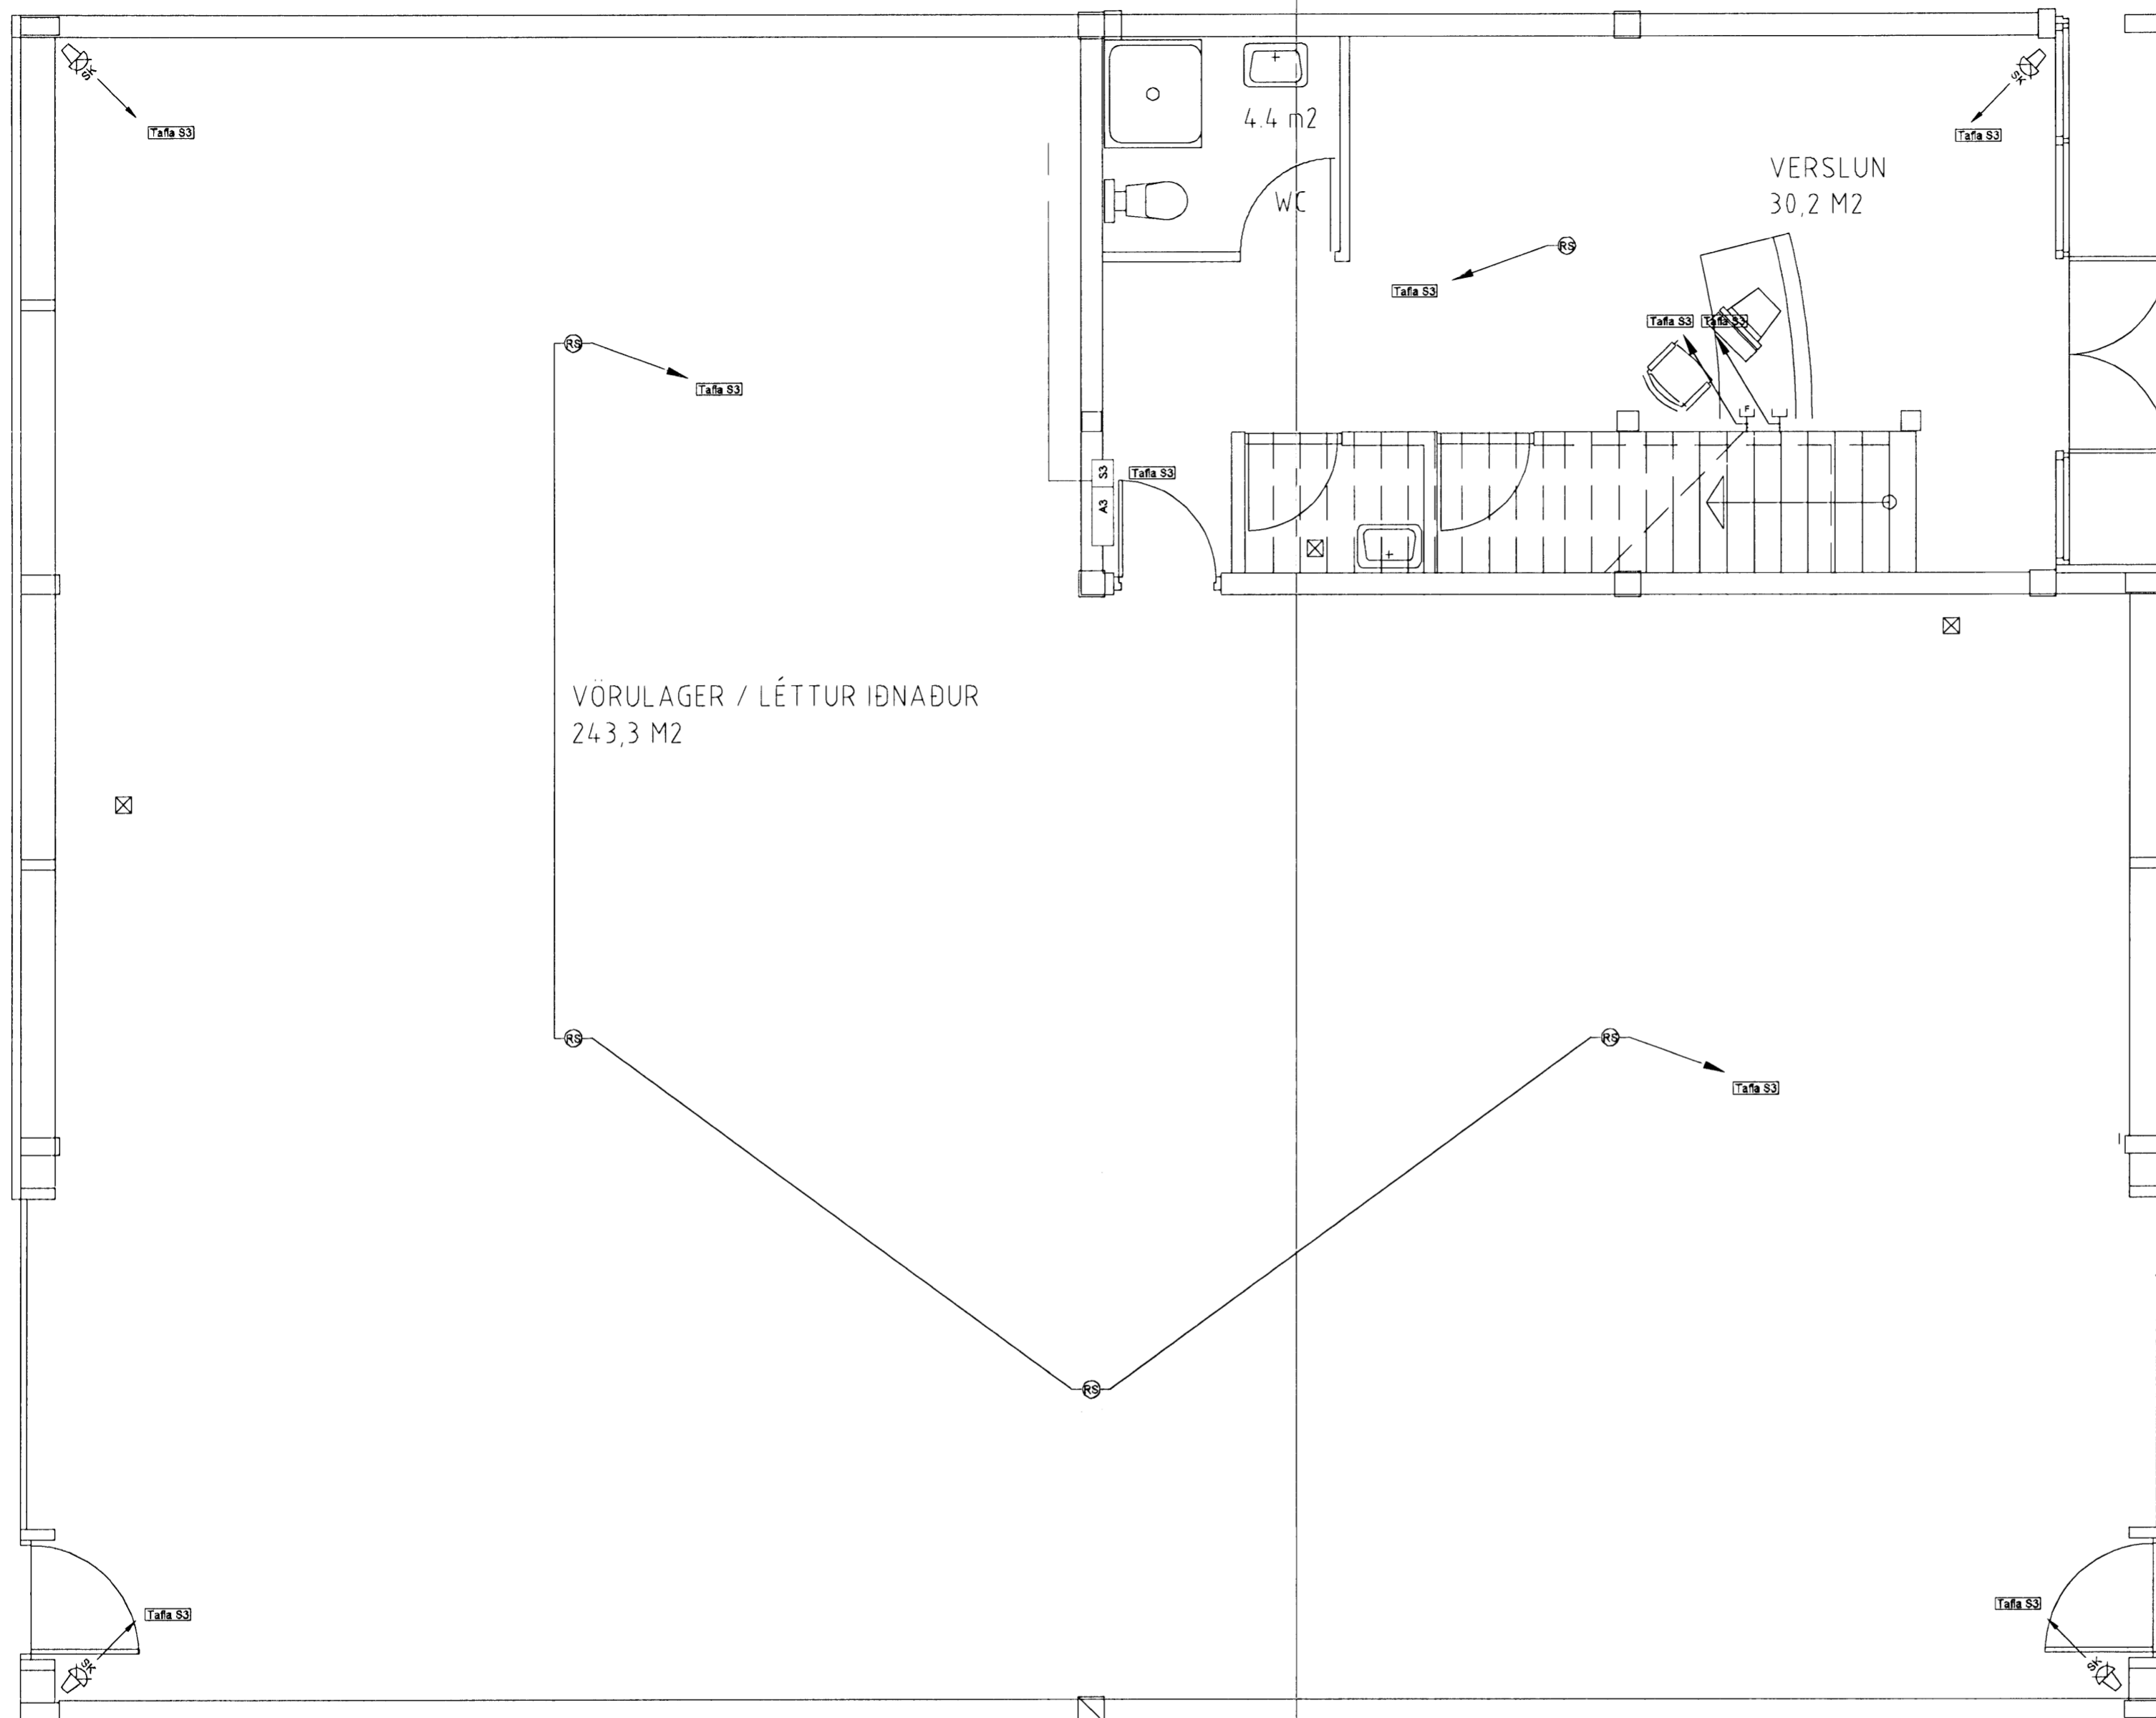 SK
Tafla S3
SK
Tafla S3
4.4 m2
VERSLUN
30,2 M2
WC
RS
Tafla S3
Tafla S3
Tafla S3
RS
Tafla S3
F
S3
Tafla S3
A3
VÖRULAGER / LÉTTUR IÐNAÐUR
243,3 M2
RS
RS
Tafla S3
RS
Tafla S3
SK
Tafla S3
SK